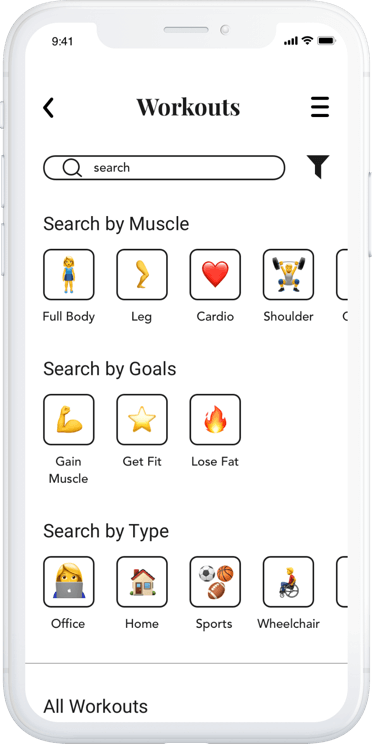 9:41
Workouts
search
Search by Muscle
Full Body Leg Cardio Shoulder C
Search by Goals
Gain Muscle Get Fit Lose Fat
Search by Type
Office Home Sports Wheelchair
All Workouts